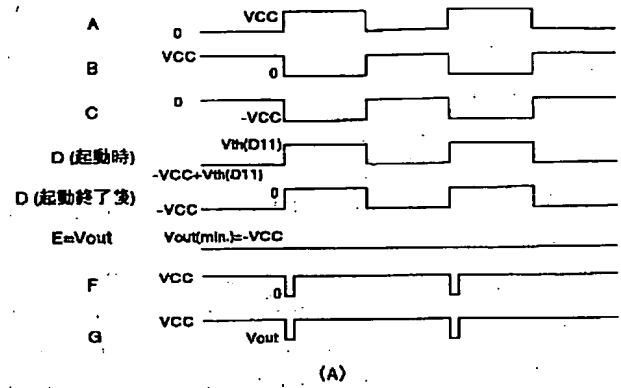 A VCC 0
B VCC 0
C 0 -VCC
D (起動時) Vth(D11) -VCC+Vth(D11)
D (起動終了後) 0 -VCC
E=Vout Vout(min.)=-VCC
F VCC 0
G VCC Vout
(A)